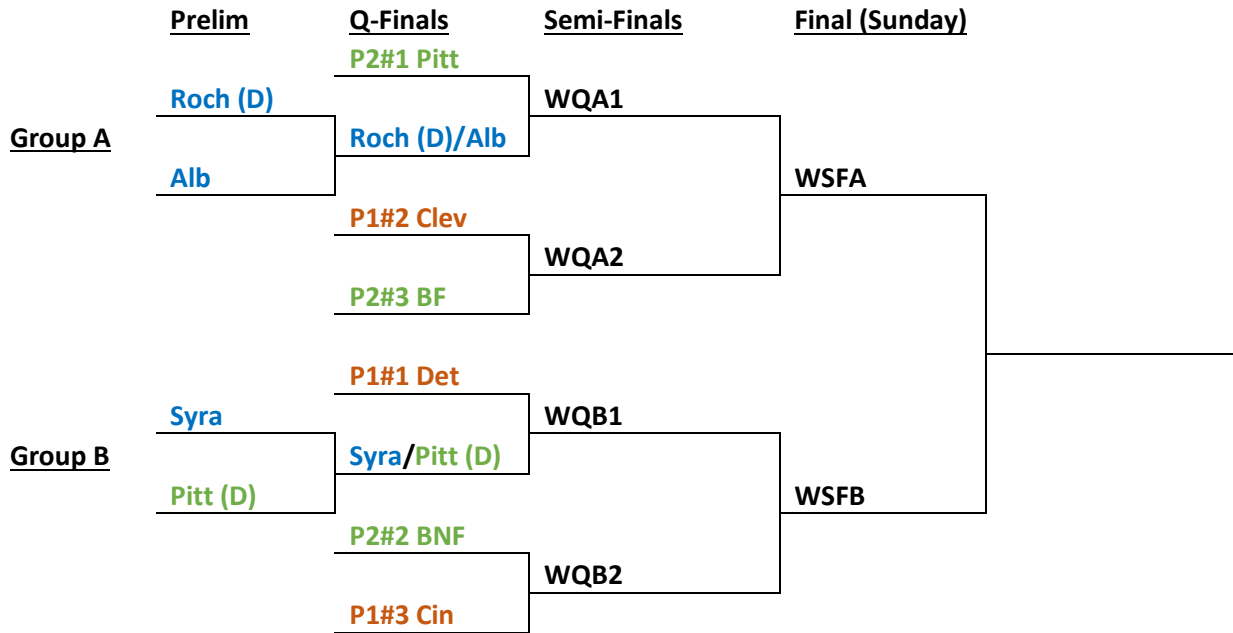 Prelim Q-Finals Semi-Finals Final (Sunday)
P2#1 Pitt
Roch (D) WQA1
Group A Roch (D)/Alb
Alb WSFA
P1#2 Clev
WQA2
P2#3 BF
P1#1 Det
Syra WQB1
Group B Syra/Pitt (D)
Pitt (D) WSFB
P2#2 BNF
WQB2
P1#3 Cin